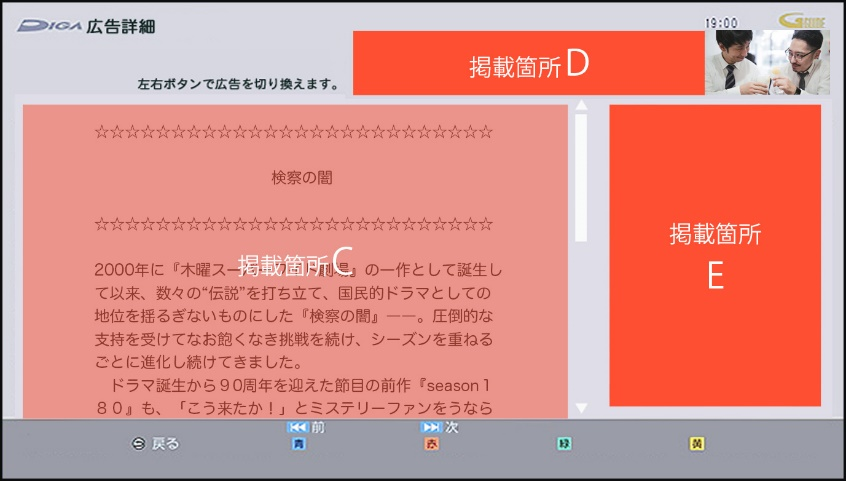 DIGA 広告詳細
19:00
G GUIDE
掲載箇所D
左右ボタンで広告を切り換えます。
☆☆☆☆☆☆☆☆☆☆☆☆☆☆☆☆☆☆☆☆☆☆☆☆☆☆
検察の闇
☆☆☆☆☆☆☆☆☆☆☆☆☆☆☆☆☆☆☆☆☆☆☆☆☆☆
掲載箇所C
2000年に『木曜スー劇場』の一作として誕生し
て以来、数々の“伝説”を打ち立て、国民的ドラマとしての
地位を揺るぎないものにした『検察の闇』――。圧倒的な
支持を受けてなお飽くなき挑戦を続け、シーズンを重ねる
ごとに進化し続けてきました。
　ドラマ誕生から９０周年を迎えた節目の前作『season１
８０』も、「こう来たか！」とミステリーファンをうなら
掲載箇所
E
戻る
前
次
青
赤
緑
黄